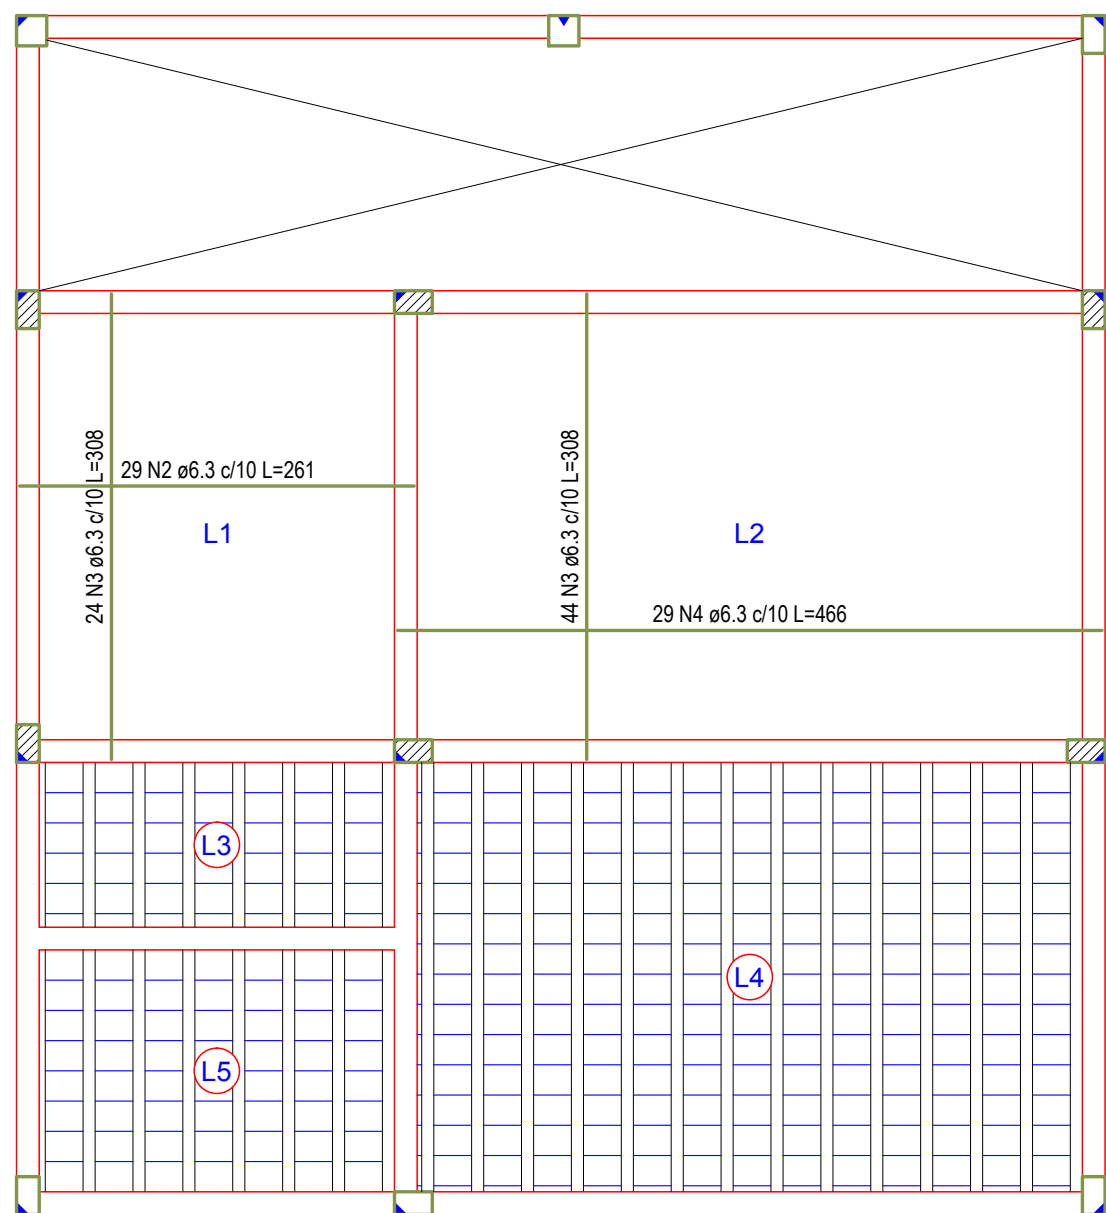 24 N3 ø6.3 c/10 L=308
29 N2 ø6.3 c/10 L=261
L1
44 N3 ø6.3 c/10 L=308
L2
29 N4 ø6.3 c/10 L=466
L3
L4
L5